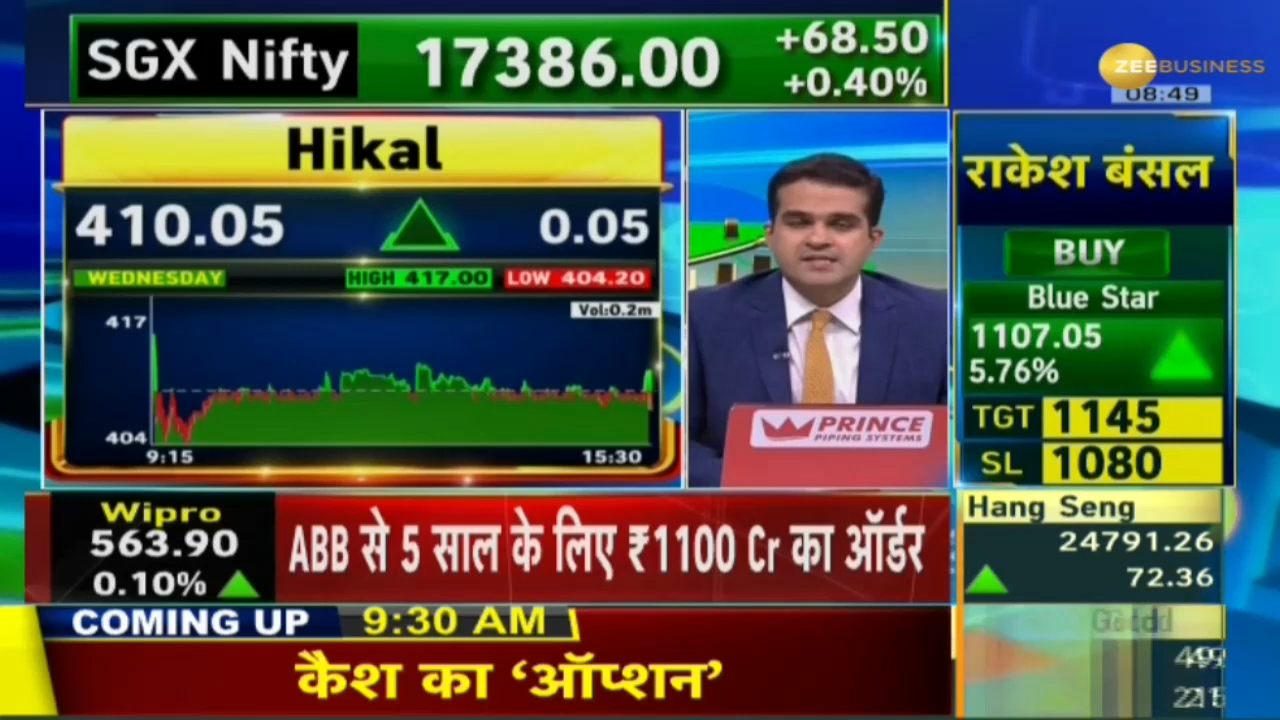 SGX Nifty 17386.00 +68.50
+0.40%
ZEEBUSINESS
08:49
Hikal
410.05 0.05
WEDNESDAY HIGH 417.00 LOW 404.20
Vol:0.2m
417
404
9:15 15:30
PRINCE
PIPING SYSTEMS
राकेश बंसल
BUY
Blue Star
1107.05
5.76%
TGT 1145
SL 1080
Wipro
563.90
0.10%
ABB से 5 साल के लिए ₹1100 Cr का ऑर्डर
Hang Seng
24791.26
72.36
COMING UP 9:30 AM
कैश का ‘ऑप्शन’